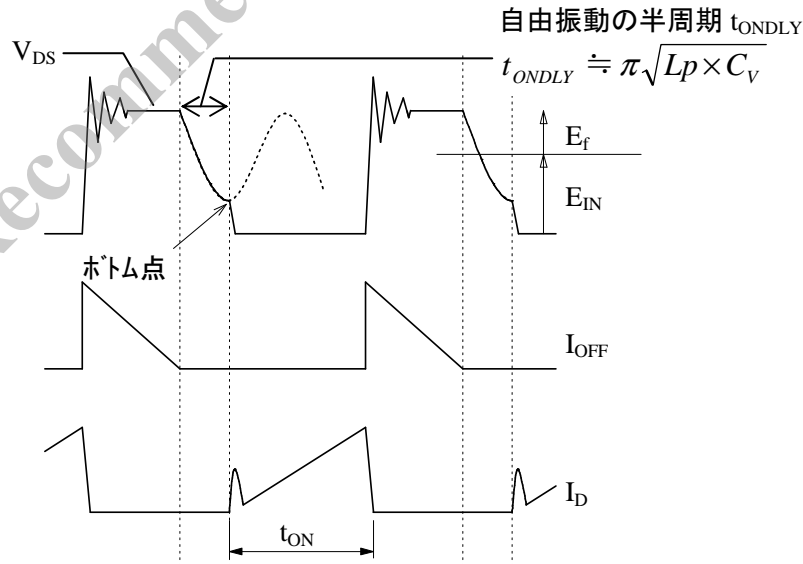 自由振動の半周期 tONDLY
VDS
tONDLY ≒ π√Lp×CV
Ef
EIN
ボトム点
IOFF
ID
tON
Recomme